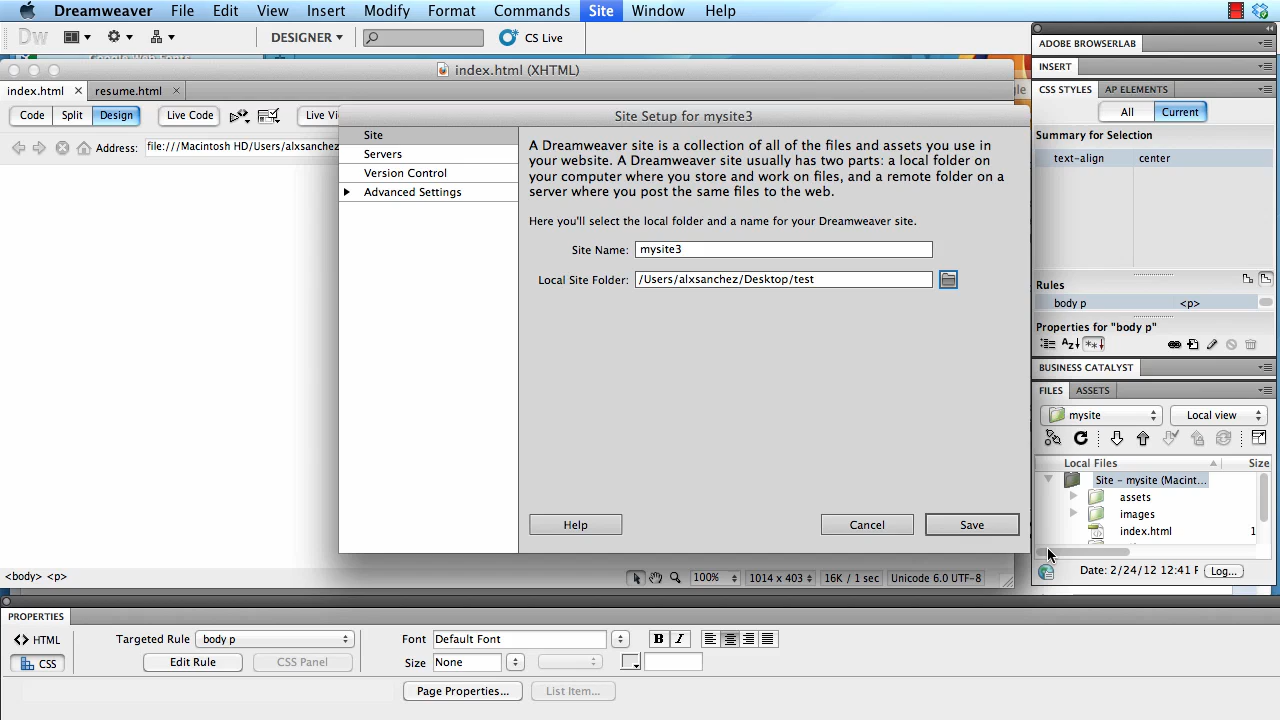 Dreamweaver File Edit View Insert Modify Format Commands Site Window Help
Dw DESIGNER CS Live
ADOBE BROWSERLAB
INSERT
index.html (XHTML)
index.html resume.html
CSS STYLES AP ELEMENTS
Code Split Design Live Code Live Vi
All Current
Address: file:///Macintosh HD/Users/alxsanchez
Site Setup for mysite3
Site
Servers
Version Control
Advanced Settings
A Dreamweaver site is a collection of all of the files and assets you use in
your website. A Dreamweaver site usually has two parts: a local folder on
your computer where you store and work on files, and a remote folder on a
server where you post the same files to the web.
Here you'll select the local folder and a name for your Dreamweaver site.
Site Name: mysite3
Local Site Folder: /Users/alxsanchez/Desktop/test
Help Cancel Save
Summary for Selection
text-align center
Rules
body p <p>
Properties for "body p"
BUSINESS CATALYST
FILES ASSETS
mysite Local view
Local Files Size
Site – mysite (Macint...
assets
images
index.html 1
Date: 2/24/12 12:41 P Log...
<body> <p> 100% 1014 x 403 16K / 1 sec Unicode 6.0 UTF-8
PROPERTIES
<> HTML Targeted Rule body p Font Default Font B I
CSS Edit Rule CSS Panel Size None
Page Properties... List Item...